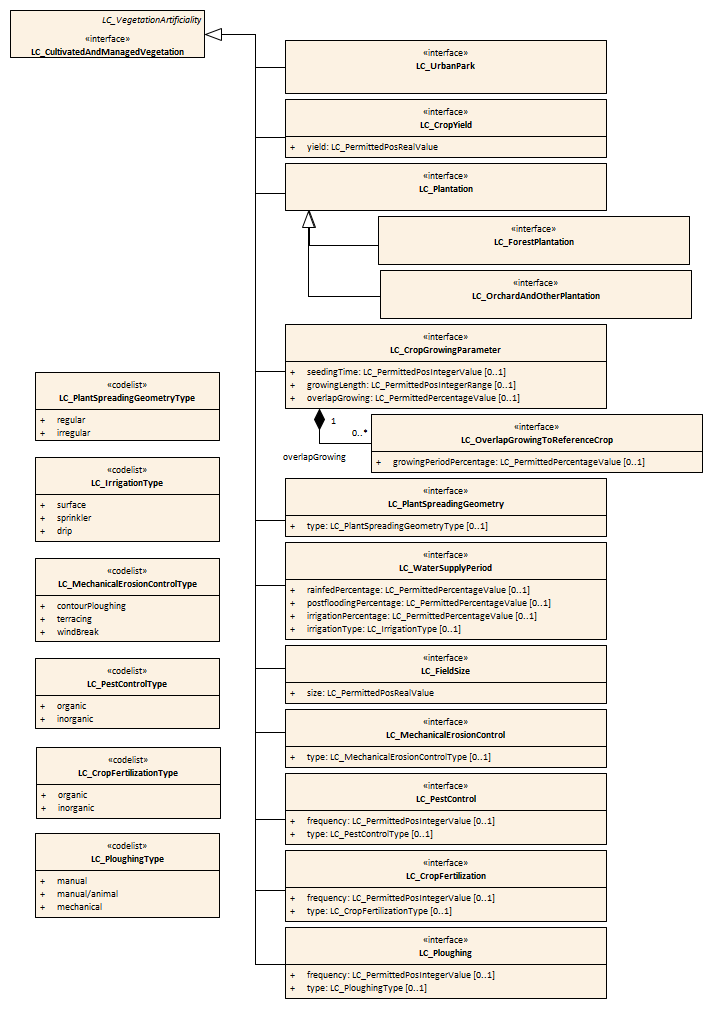 LC_VegetationArtificiality
«interface»
LC_CultivatedAndManagedVegetation
«interface»
LC_UrbanPark
«interface»
LC_CropYield
+ yield: LC_PermittedPosRealValue
«interface»
LC_Plantation
«interface»
LC_ForestPlantation
«interface»
LC_OrchardAndOtherPlantation
«interface»
LC_CropGrowingParameter
+ seedingTime: LC_PermittedPosIntegerValue [0..1]
+ growingLength: LC_PermittedPosIntegerRange [0..1]
+ overlapGrowing: LC_PermittedPercentageValue [0..1]
1
0..*
overlapGrowing
«interface»
LC_OverlapGrowingToReferenceCrop
+ growingPeriodPercentage: LC_PermittedPercentageValue [0..1]
«interface»
LC_PlantSpreadingGeometry
+ type: LC_PlantSpreadingGeometryType [0..1]
«interface»
LC_WaterSupplyPeriod
+ rainfedPercentage: LC_PermittedPercentageValue [0..1]
+ postfloodingPercentage: LC_PermittedPercentageValue [0..1]
+ irrigationPercentage: LC_PermittedPercentageValue [0..1]
+ irrigationType: LC_IrrigationType [0..1]
«interface»
LC_FieldSize
+ size: LC_PermittedPosRealValue
«interface»
LC_MechanicalErosionControl
+ type: LC_MechanicalErosionControlType [0..1]
«interface»
LC_PestControl
+ frequency: LC_PermittedPosIntegerValue [0..1]
+ type: LC_PestControlType [0..1]
«interface»
LC_CropFertilization
+ frequency: LC_PermittedPosIntegerValue [0..1]
+ type: LC_CropFertilizationType [0..1]
«interface»
LC_Ploughing
+ frequency: LC_PermittedPosIntegerValue [0..1]
+ type: LC_PloughingType [0..1]
«codelist»
LC_PlantSpreadingGeometryType
+ regular
+ irregular
«codelist»
LC_IrrigationType
+ surface
+ sprinkler
+ drip
«codelist»
LC_MechanicalErosionControlType
+ contourPloughing
+ terracing
+ windBreak
«codelist»
LC_PestControlType
+ organic
+ inorganic
«codelist»
LC_CropFertilizationType
+ organic
+ inorganic
«codelist»
LC_PloughingType
+ manual
+ manual/animal
+ mechanical